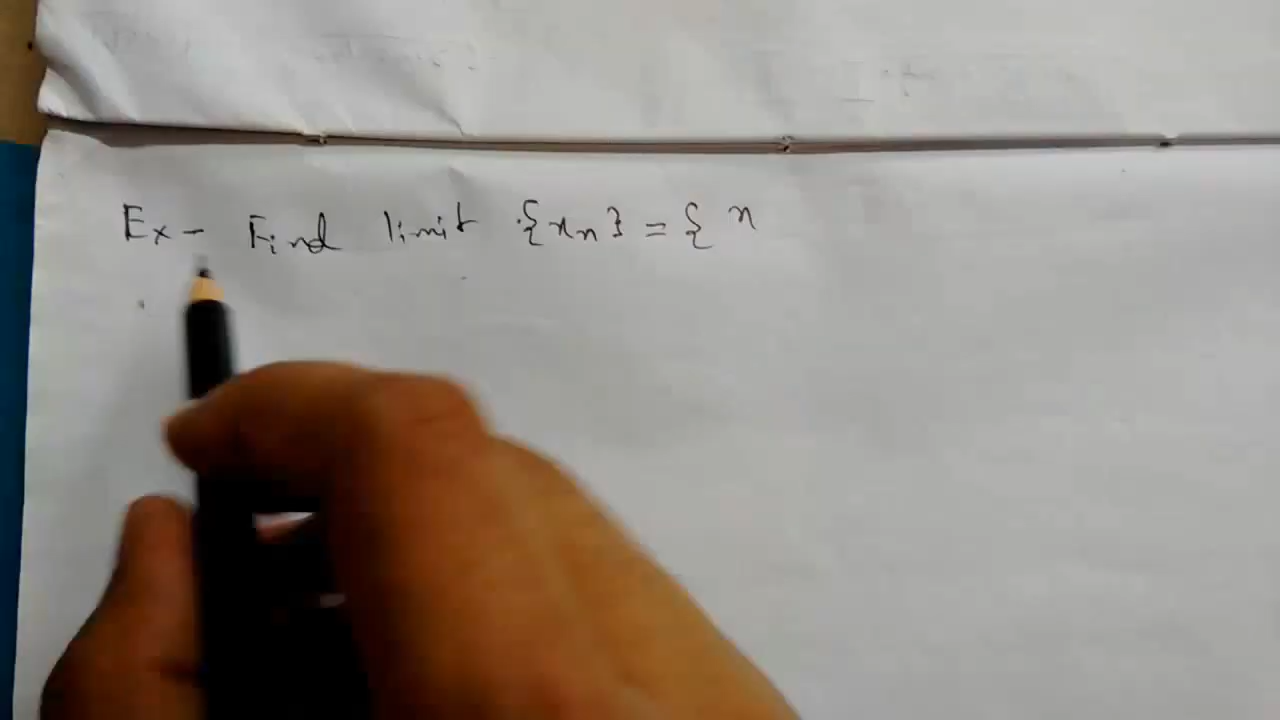 Ex - Find limit {xn} = { n